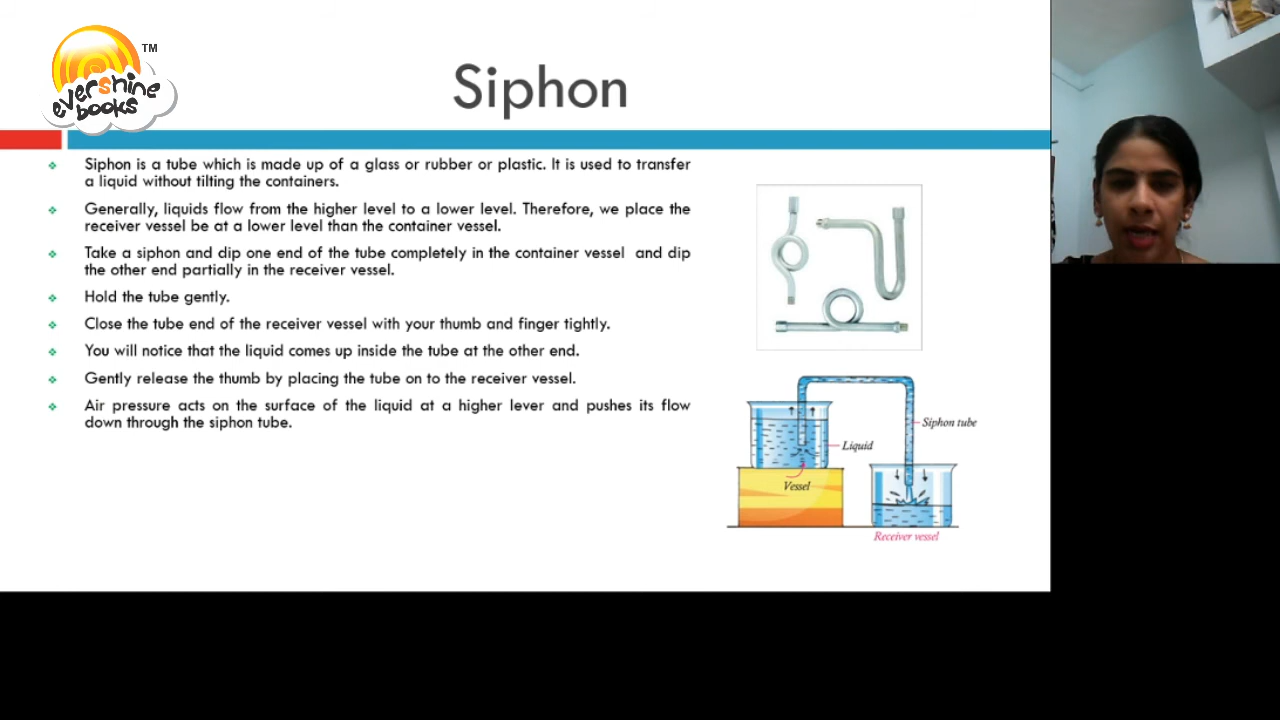 evershine
books
TM
Siphon
Siphon is a tube which is made up of a glass or rubber or plastic. It is used to transfer
a liquid without tilting the containers.
Generally, liquids flow from the higher level to a lower level. Therefore, we place the
receiver vessel be at a lower level than the container vessel.
Take a siphon and dip one end of the tube completely in the container vessel and dip
the other end partially in the receiver vessel.
Hold the tube gently.
Close the tube end of the receiver vessel with your thumb and finger tightly.
You will notice that the liquid comes up inside the tube at the other end.
Gently release the thumb by placing the tube on to the receiver vessel.
Air pressure acts on the surface of the liquid at a higher lever and pushes its flow
down through the siphon tube.
Siphon tube
Liquid
Vessel
Receiver vessel